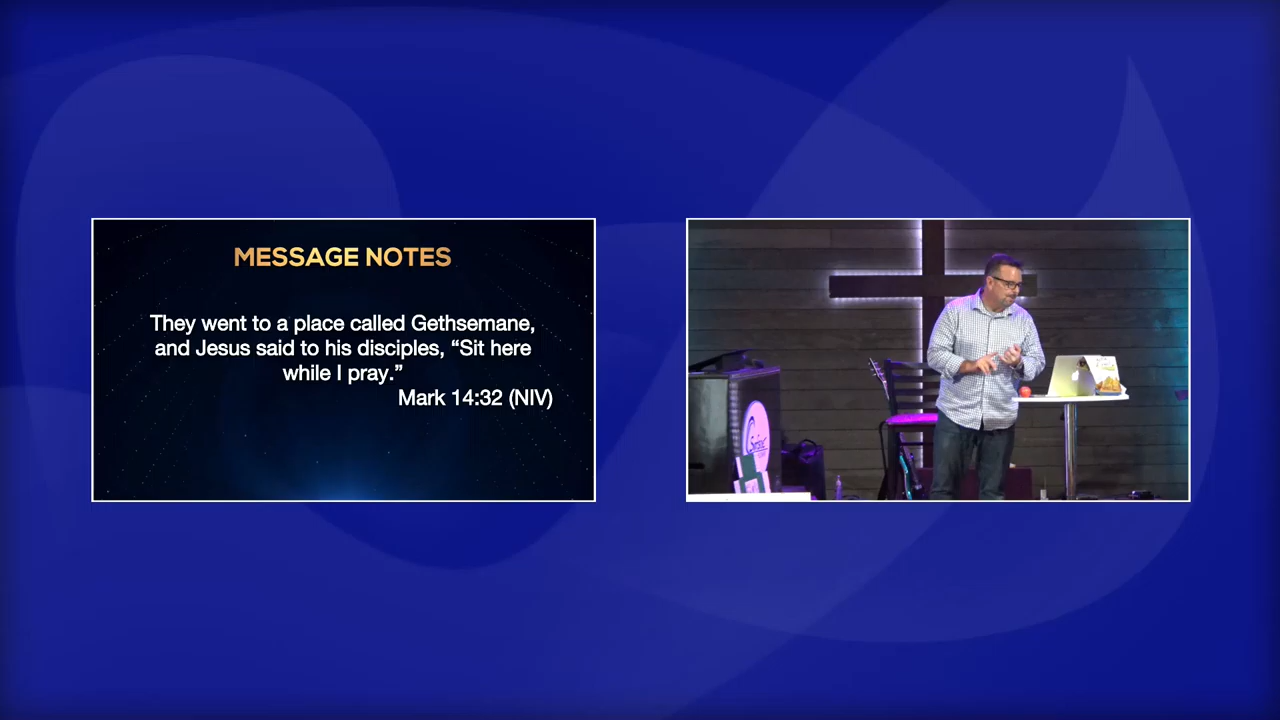 MESSAGE NOTES
They went to a place called Gethsemane,
and Jesus said to his disciples, “Sit here
while I pray.”
Mark 14:32 (NIV)